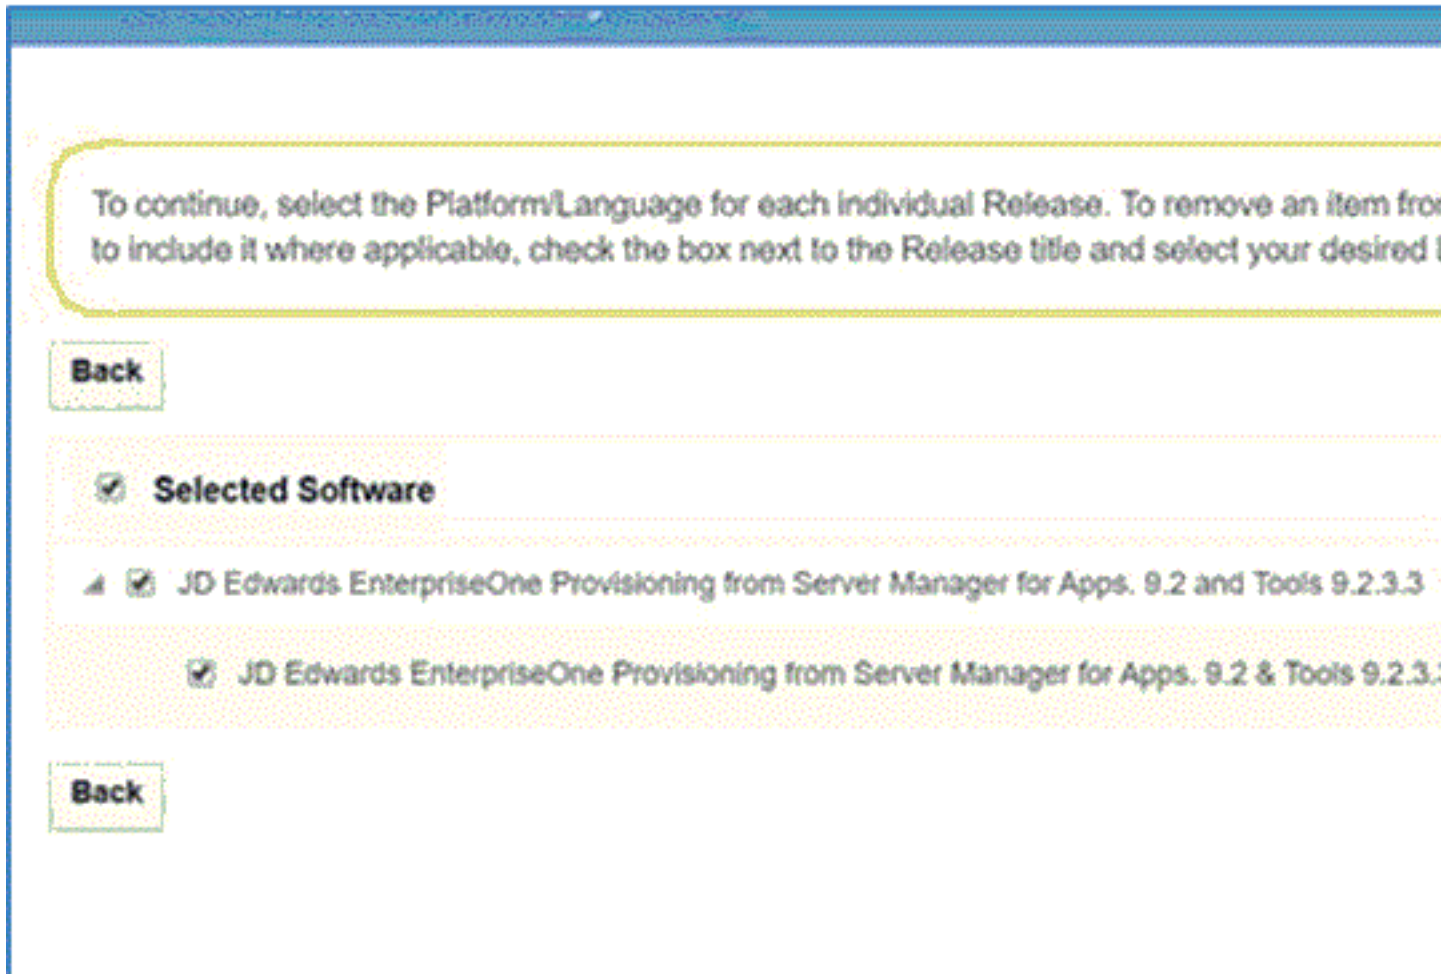 To continue, select the Platform/Language for each individual Release. To remove an item from
to include it where applicable, check the box next to the Release title and select your desired
Back
Selected Software
JD Edwards EnterpriseOne Provisioning from Server Manager for Apps. 9.2 and Tools 9.2.3.3
JD Edwards EnterpriseOne Provisioning from Server Manager for Apps. 9.2 & Tools 9.2.3.3
Back